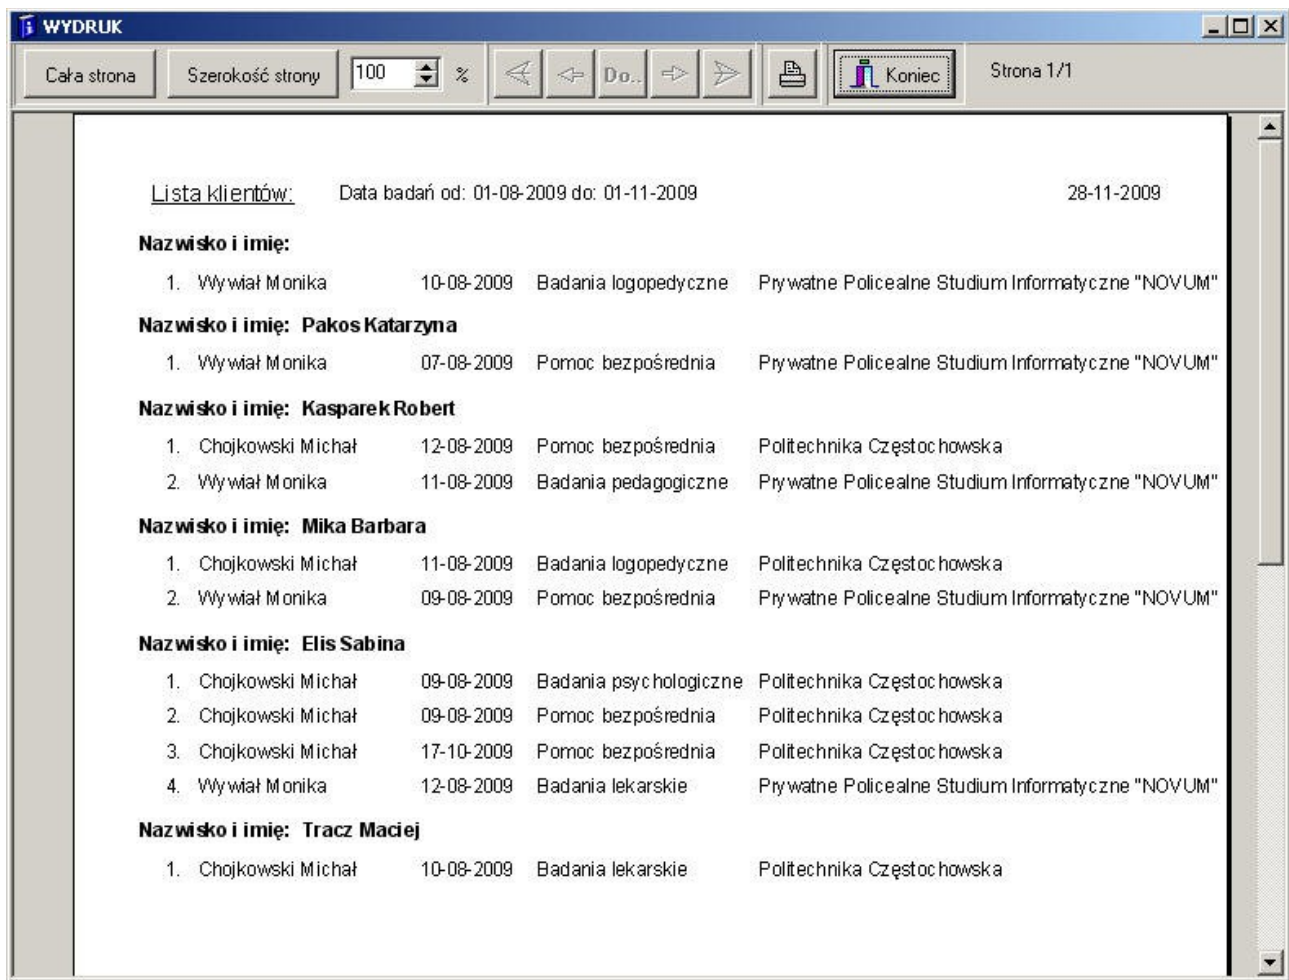 WYDRUK
Cała strona Szerokość strony 100 % Do.. Koniec Strona 1/1
Lista klientów: Data badań od: 01-08-2009 do: 01-11-2009 28-11-2009
Nazwisko i imię:
1. Wywiał Monika 10-08-2009 Badania logopedyczne Prywatne Policealne Studium Informatyczne "NOVUM"
Nazwisko i imię: Pakos Katarzyna
1. Wywiał Monika 07-08-2009 Pomoc bezpośrednia Prywatne Policealne Studium Informatyczne "NOVUM"
Nazwisko i imię: Kasparek Robert
1. Chojkowski Michał 12-08-2009 Pomoc bezpośrednia Politechnika Częstochowska
2. Wywiał Monika 11-08-2009 Badania pedagogiczne Prywatne Policealne Studium Informatyczne "NOVUM"
Nazwisko i imię: Mika Barbara
1. Chojkowski Michał 11-08-2009 Badania logopedyczne Politechnika Częstochowska
2. Wywiał Monika 09-08-2009 Pomoc bezpośrednia Prywatne Policealne Studium Informatyczne "NOVUM"
Nazwisko i imię: Elis Sabina
1. Chojkowski Michał 09-08-2009 Badania psychologiczne Politechnika Częstochowska
2. Chojkowski Michał 09-08-2009 Pomoc bezpośrednia Politechnika Częstochowska
3. Chojkowski Michał 17-10-2009 Pomoc bezpośrednia Politechnika Częstochowska
4. Wywiał Monika 12-08-2009 Badania lekarskie Prywatne Policealne Studium Informatyczne "NOVUM"
Nazwisko i imię: Tracz Maciej
1. Chojkowski Michał 10-08-2009 Badania lekarskie Politechnika Częstochowska